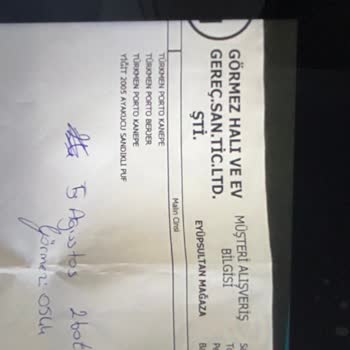 GÖRMEZ HALI VE EV
GEREÇ.SAN.TİC.LTD.
ŞTİ.
MÜŞTERİ ALIŞVERİŞ
BİLGİSİ
EYÜPSULTAN MAĞAZA
Malın Cinsi
TÜRKMEN PORTO KANEPE
TÜRKMEN PORTO BERJER
TÜRKMEN PORTO KANEPE
YİĞİT 2005 AYAKUCU SANDIKLI PUF
Ağustos
Görmez